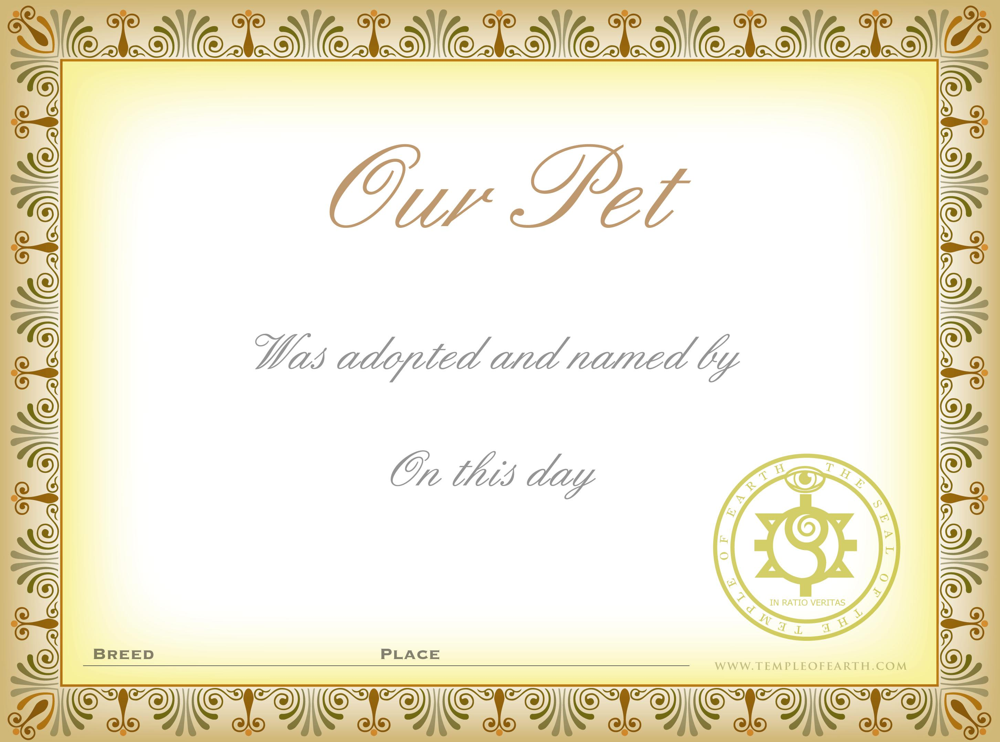 Our Pet
Was adopted and named by
On this day
THE SEAL OF THE TEMPLE OF EARTH
IN RATIO VERITAS
BREED PLACE
WWW.TEMPLEOFEARTH.COM